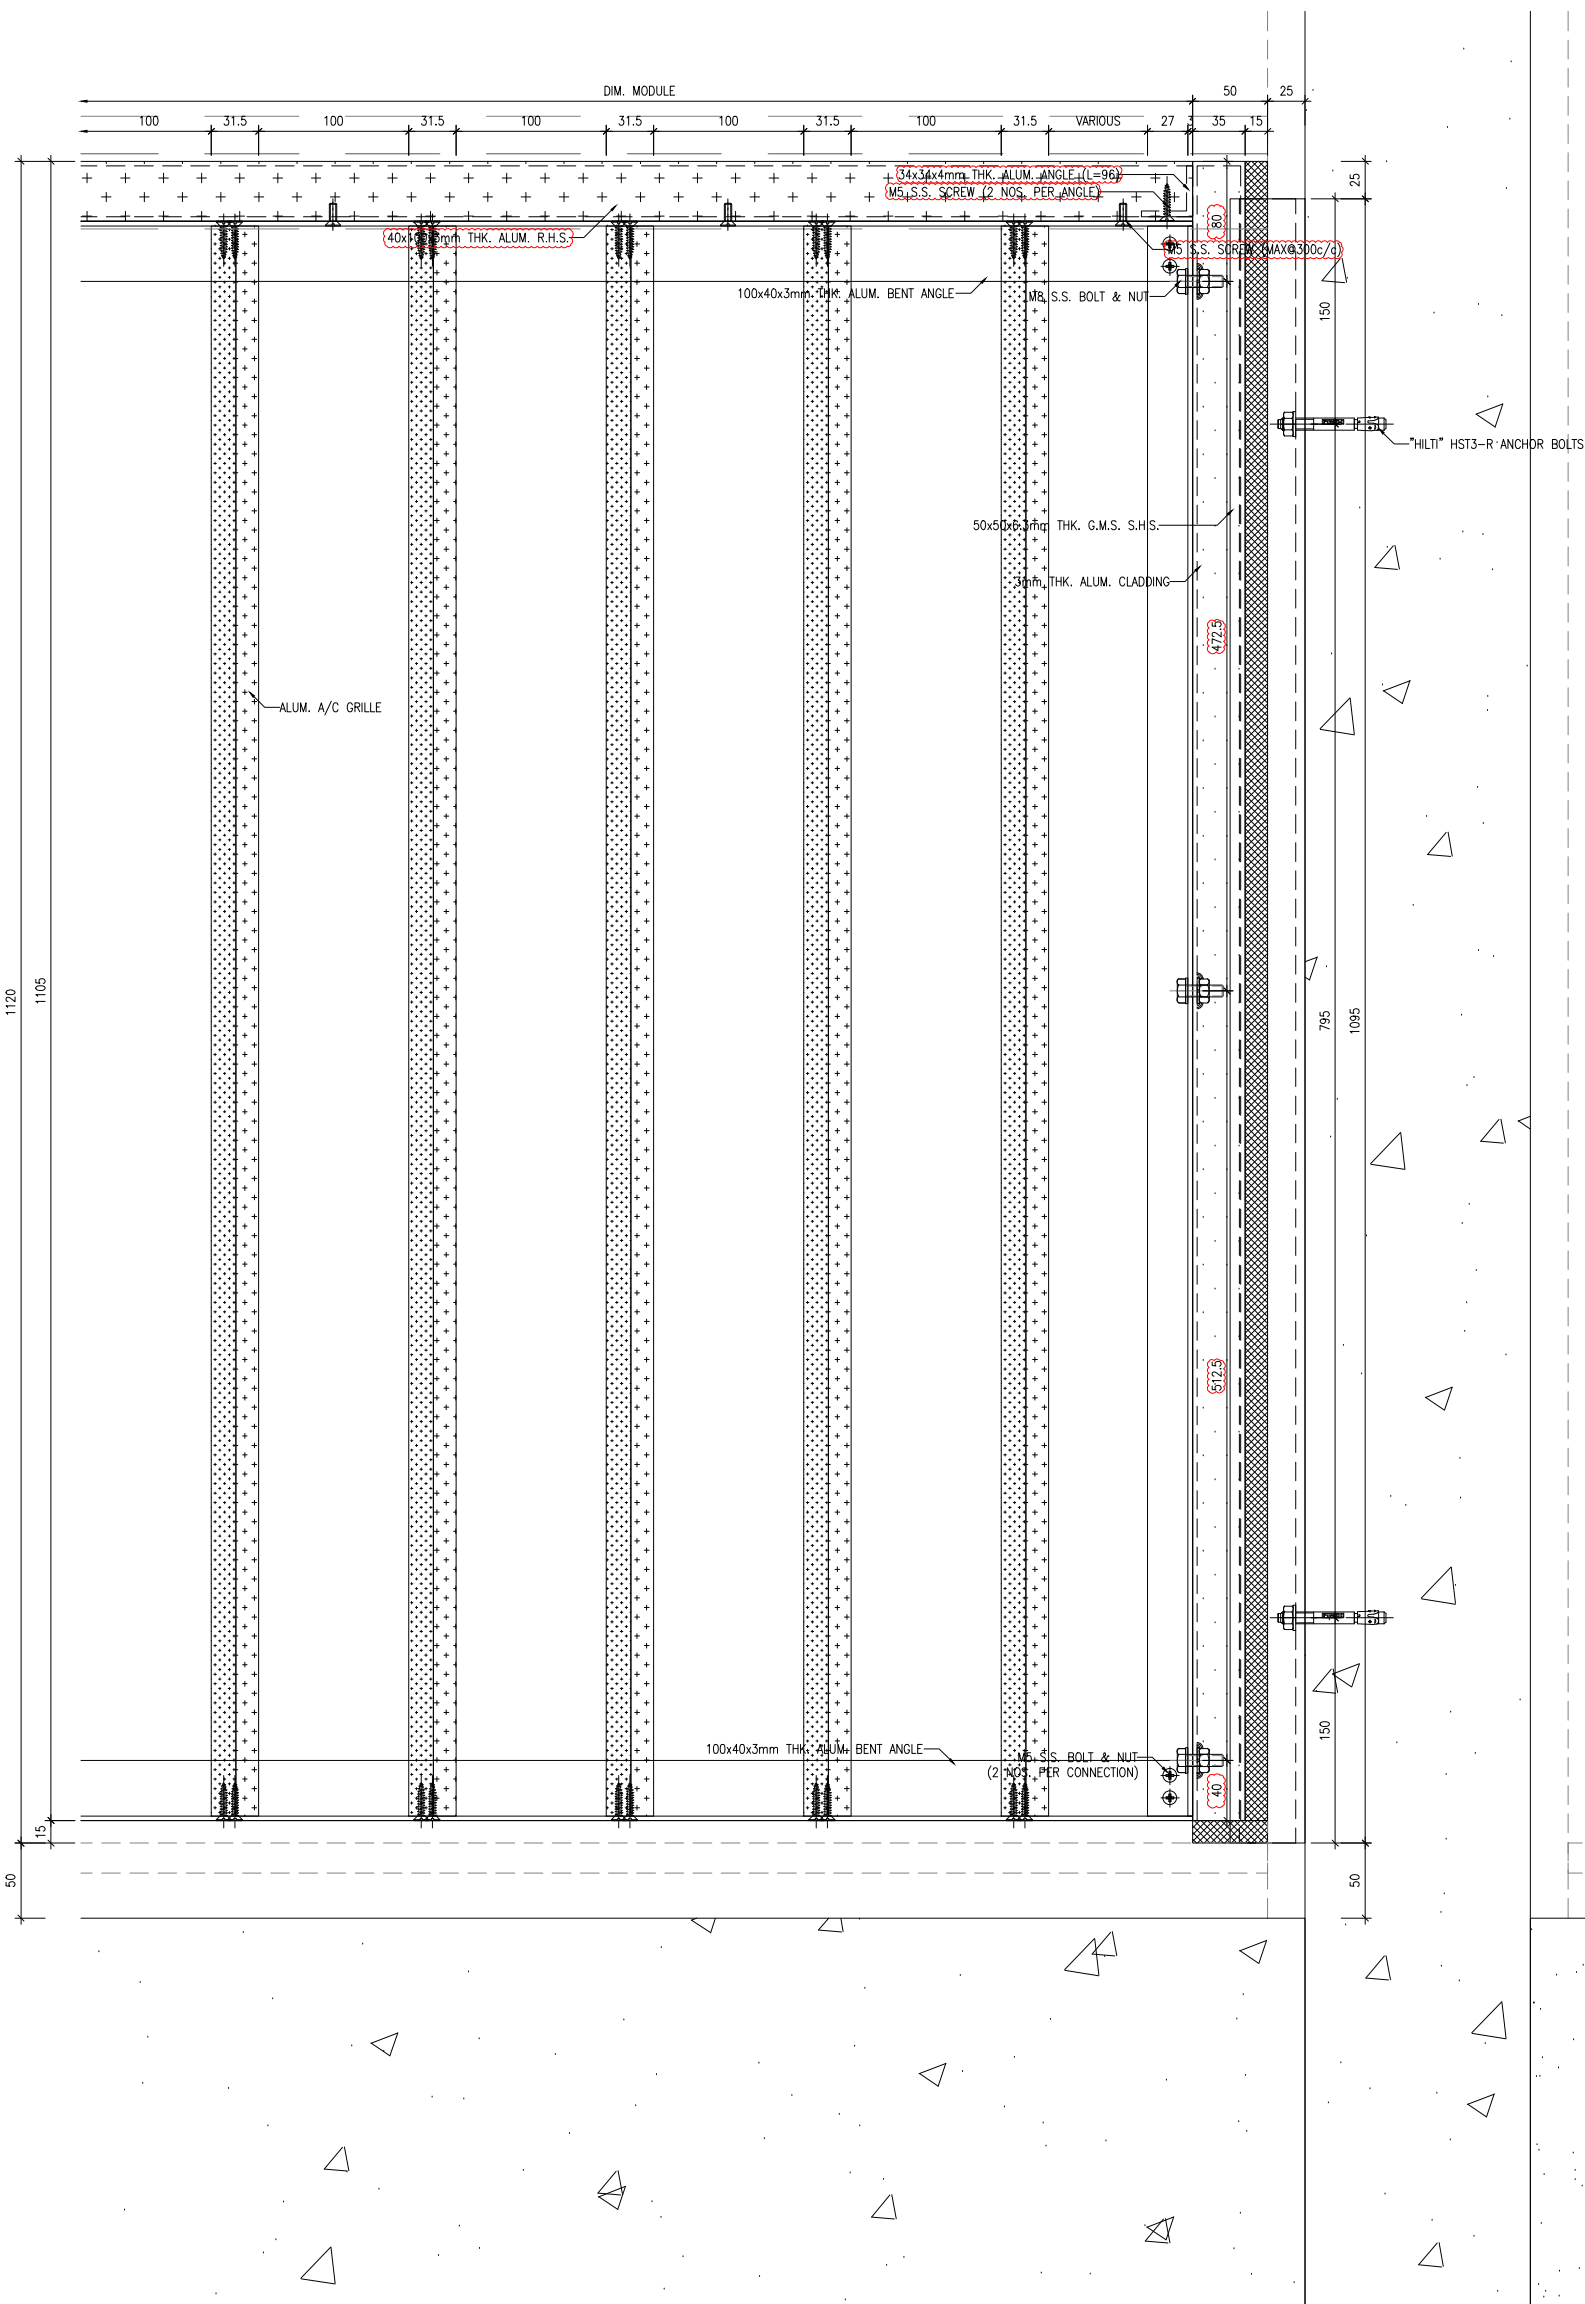 DIM. MODULE
50
25
100
31.5
100
31.5
100
31.5
100
31.5
100
31.5
VARIOUS
27
3
35
15
34x34x4mm THK. ALUM. ANGLE (L=96)
M5 S.S. SCREW (2 NOS. PER ANGLE)
25
80
40x100x3mm THK. ALUM. R.H.S.
M5 S.S. SCREW (MAX@300c/c)
100x40x3mm THK. ALUM. BENT ANGLE
M8 S.S. BOLT & NUT
150
"HILTI" HST3-R ANCHOR BOLTS
50x50x6.3mm THK. G.M.S. S.H.S.
3mm THK. ALUM. CLADDING
472.5
ALUM. A/C GRILLE
1120
1105
795
1095
512.5
150
100x40x3mm THK. ALUM. BENT ANGLE
M5 S.S. BOLT & NUT
(2 NOS. PER CONNECTION)
40
15
50
50